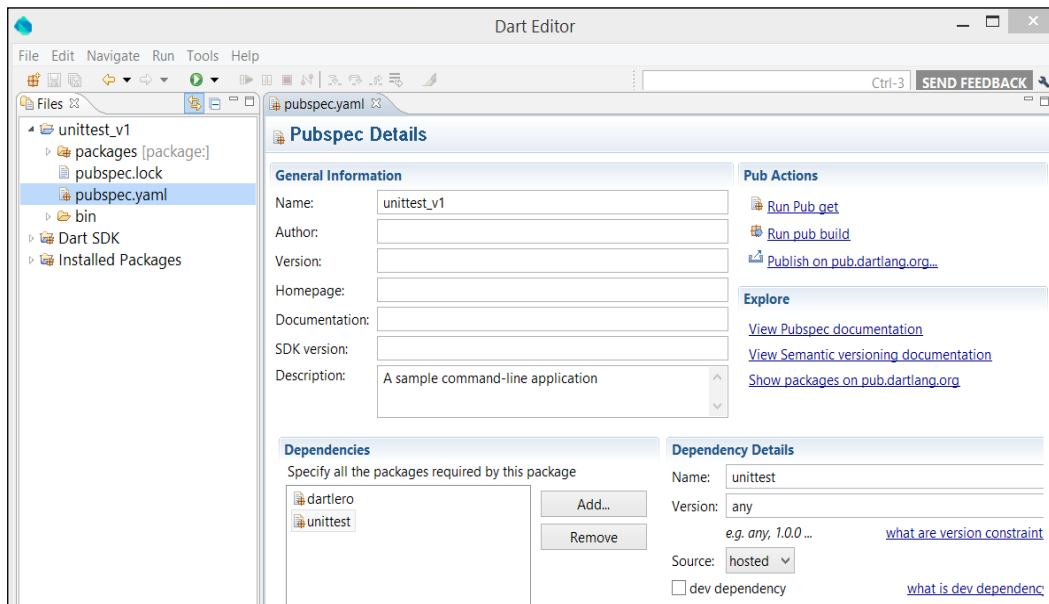 Dart Editor
File Edit Navigate Run Tools Help
Ctrl-3 SEND FEEDBACK
Files
pubspec.yaml
unittest_v1
packages [package:]
pubspec.lock
pubspec.yaml
bin
Dart SDK
Installed Packages
Pubspec Details
General Information
Name: unittest_v1
Author:
Version:
Homepage:
Documentation:
SDK version:
Description: A sample command-line application
Pub Actions
Run Pub get
Run pub build
Publish on pub.dartlang.org...
Explore
View Pubspec documentation
View Semantic versioning documentation
Show packages on pub.dartlang.org
Dependencies
Specify all the packages required by this package
dartlero
unittest
Add...
Remove
Dependency Details
Name: unittest
Version: any
e.g. any, 1.0.0 ... what are version constraint
Source: hosted
dev dependency what is dev dependenc